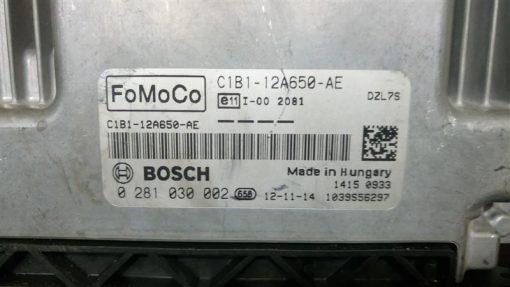 FoMoCo C1B1-12A650-AE
e11 I-00 2081 DZL7S
C1B1-12A650-AE
BOSCH Made in Hungary
1415 0933
0 281 030 002 658 12-11-14 1039S56297